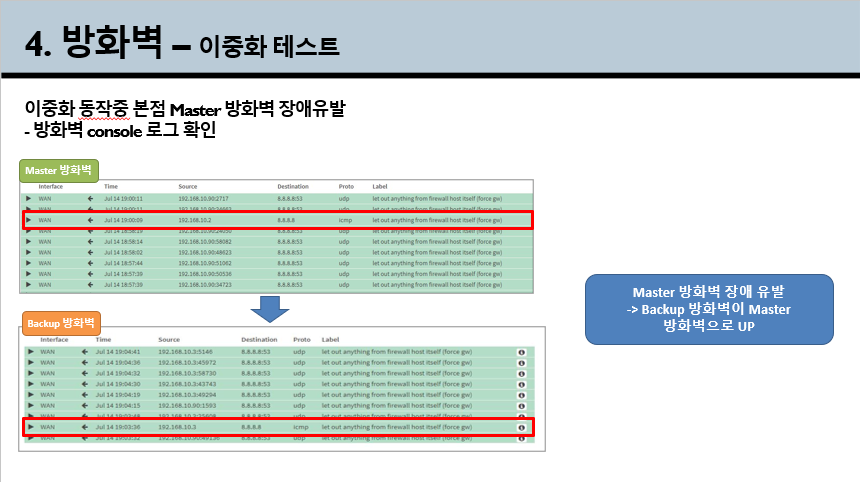 4. 방화벽 – 이중화 테스트
이중화 동작중 본점 Master 방화벽 장애유발
- 방화벽 console 로그 확인
Master 방화벽
Interface Time Source Destination Proto Label
WAN Jul 14 19:00:11 192.168.10.90:2717 8.8.8.8:53 udp let out anything from firewall host itself (force gw)
WAN Jul 14 19:00:11 8.8.8.8:53 udp let out anything from firewall host itself (force gw)
WAN Jul 14 19:00:09 192.168.10.2 8.8.8.8 icmp let out anything from firewall host itself (force gw)
WAN Jul 14 18:58:19 192.168.10.90:24050 8.8.8.8:53 udp let out anything from firewall host itself (force gw)
WAN Jul 14 18:58:14 192.168.10.90:58082 8.8.8.8:53 udp let out anything from firewall host itself (force gw)
WAN Jul 14 18:58:02 192.168.10.90:48623 8.8.8.8:53 udp let out anything from firewall host itself (force gw)
WAN Jul 14 18:57:44 192.168.10.90:51062 8.8.8.8:53 udp let out anything from firewall host itself (force gw)
WAN Jul 14 18:57:39 192.168.10.90:50536 8.8.8.8:53 udp let out anything from firewall host itself (force gw)
WAN Jul 14 18:57:39 192.168.10.90:34723 8.8.8.8:53 udp let out anything from firewall host itself (force gw)
Master 방화벽 장애 유발
-> Backup 방화벽이 Master
방화벽으로 UP
Backup 방화벽
Interface Time Source Destination Proto Label
WAN Jul 14 19:04:41 192.168.10.3:5146 8.8.8.8:53 udp let out anything from firewall host itself (force gw)
WAN Jul 14 19:04:36 192.168.10.3:45972 8.8.8.8:53 udp let out anything from firewall host itself (force gw)
WAN Jul 14 19:04:32 192.168.10.3:58730 8.8.8.8:53 udp let out anything from firewall host itself (force gw)
WAN Jul 14 19:04:30 192.168.10.3:43743 8.8.8.8:53 udp let out anything from firewall host itself (force gw)
WAN Jul 14 19:04:19 192.168.10.3:49294 8.8.8.8:53 udp let out anything from firewall host itself (force gw)
WAN Jul 14 19:04:15 192.168.10.90:1593 8.8.8.8:53 udp let out anything from firewall host itself (force gw)
WAN Jul 14 19:03:48 8.8.8.8:53 udp let out anything from firewall host itself (force gw)
WAN Jul 14 19:03:36 192.168.10.3 8.8.8.8 icmp let out anything from firewall host itself (force gw)
WAN Jul 14 19:03:32 192.168.10.90:49136 8.8.8.8:53 udp let out anything from firewall host itself (force gw)